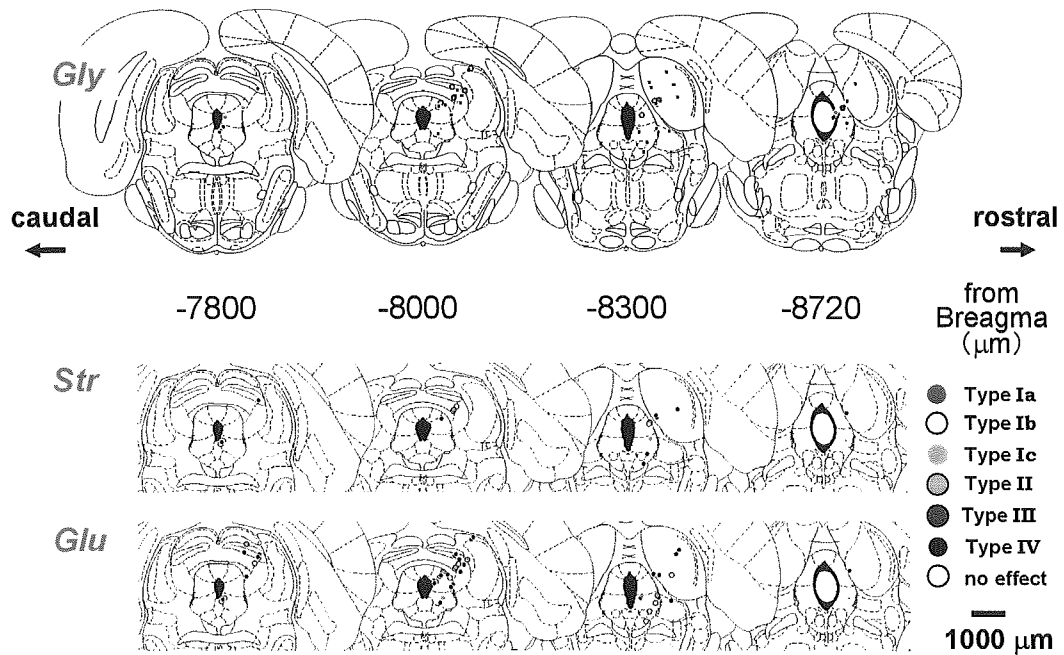 Gly
caudal
rostral
-7800
-8000
-8300
-8720
from
Breagma
(μm)
Str
Type Ia
Type Ib
Type Ic
Type II
Type III
Type IV
no effect
Glu
1000 μm